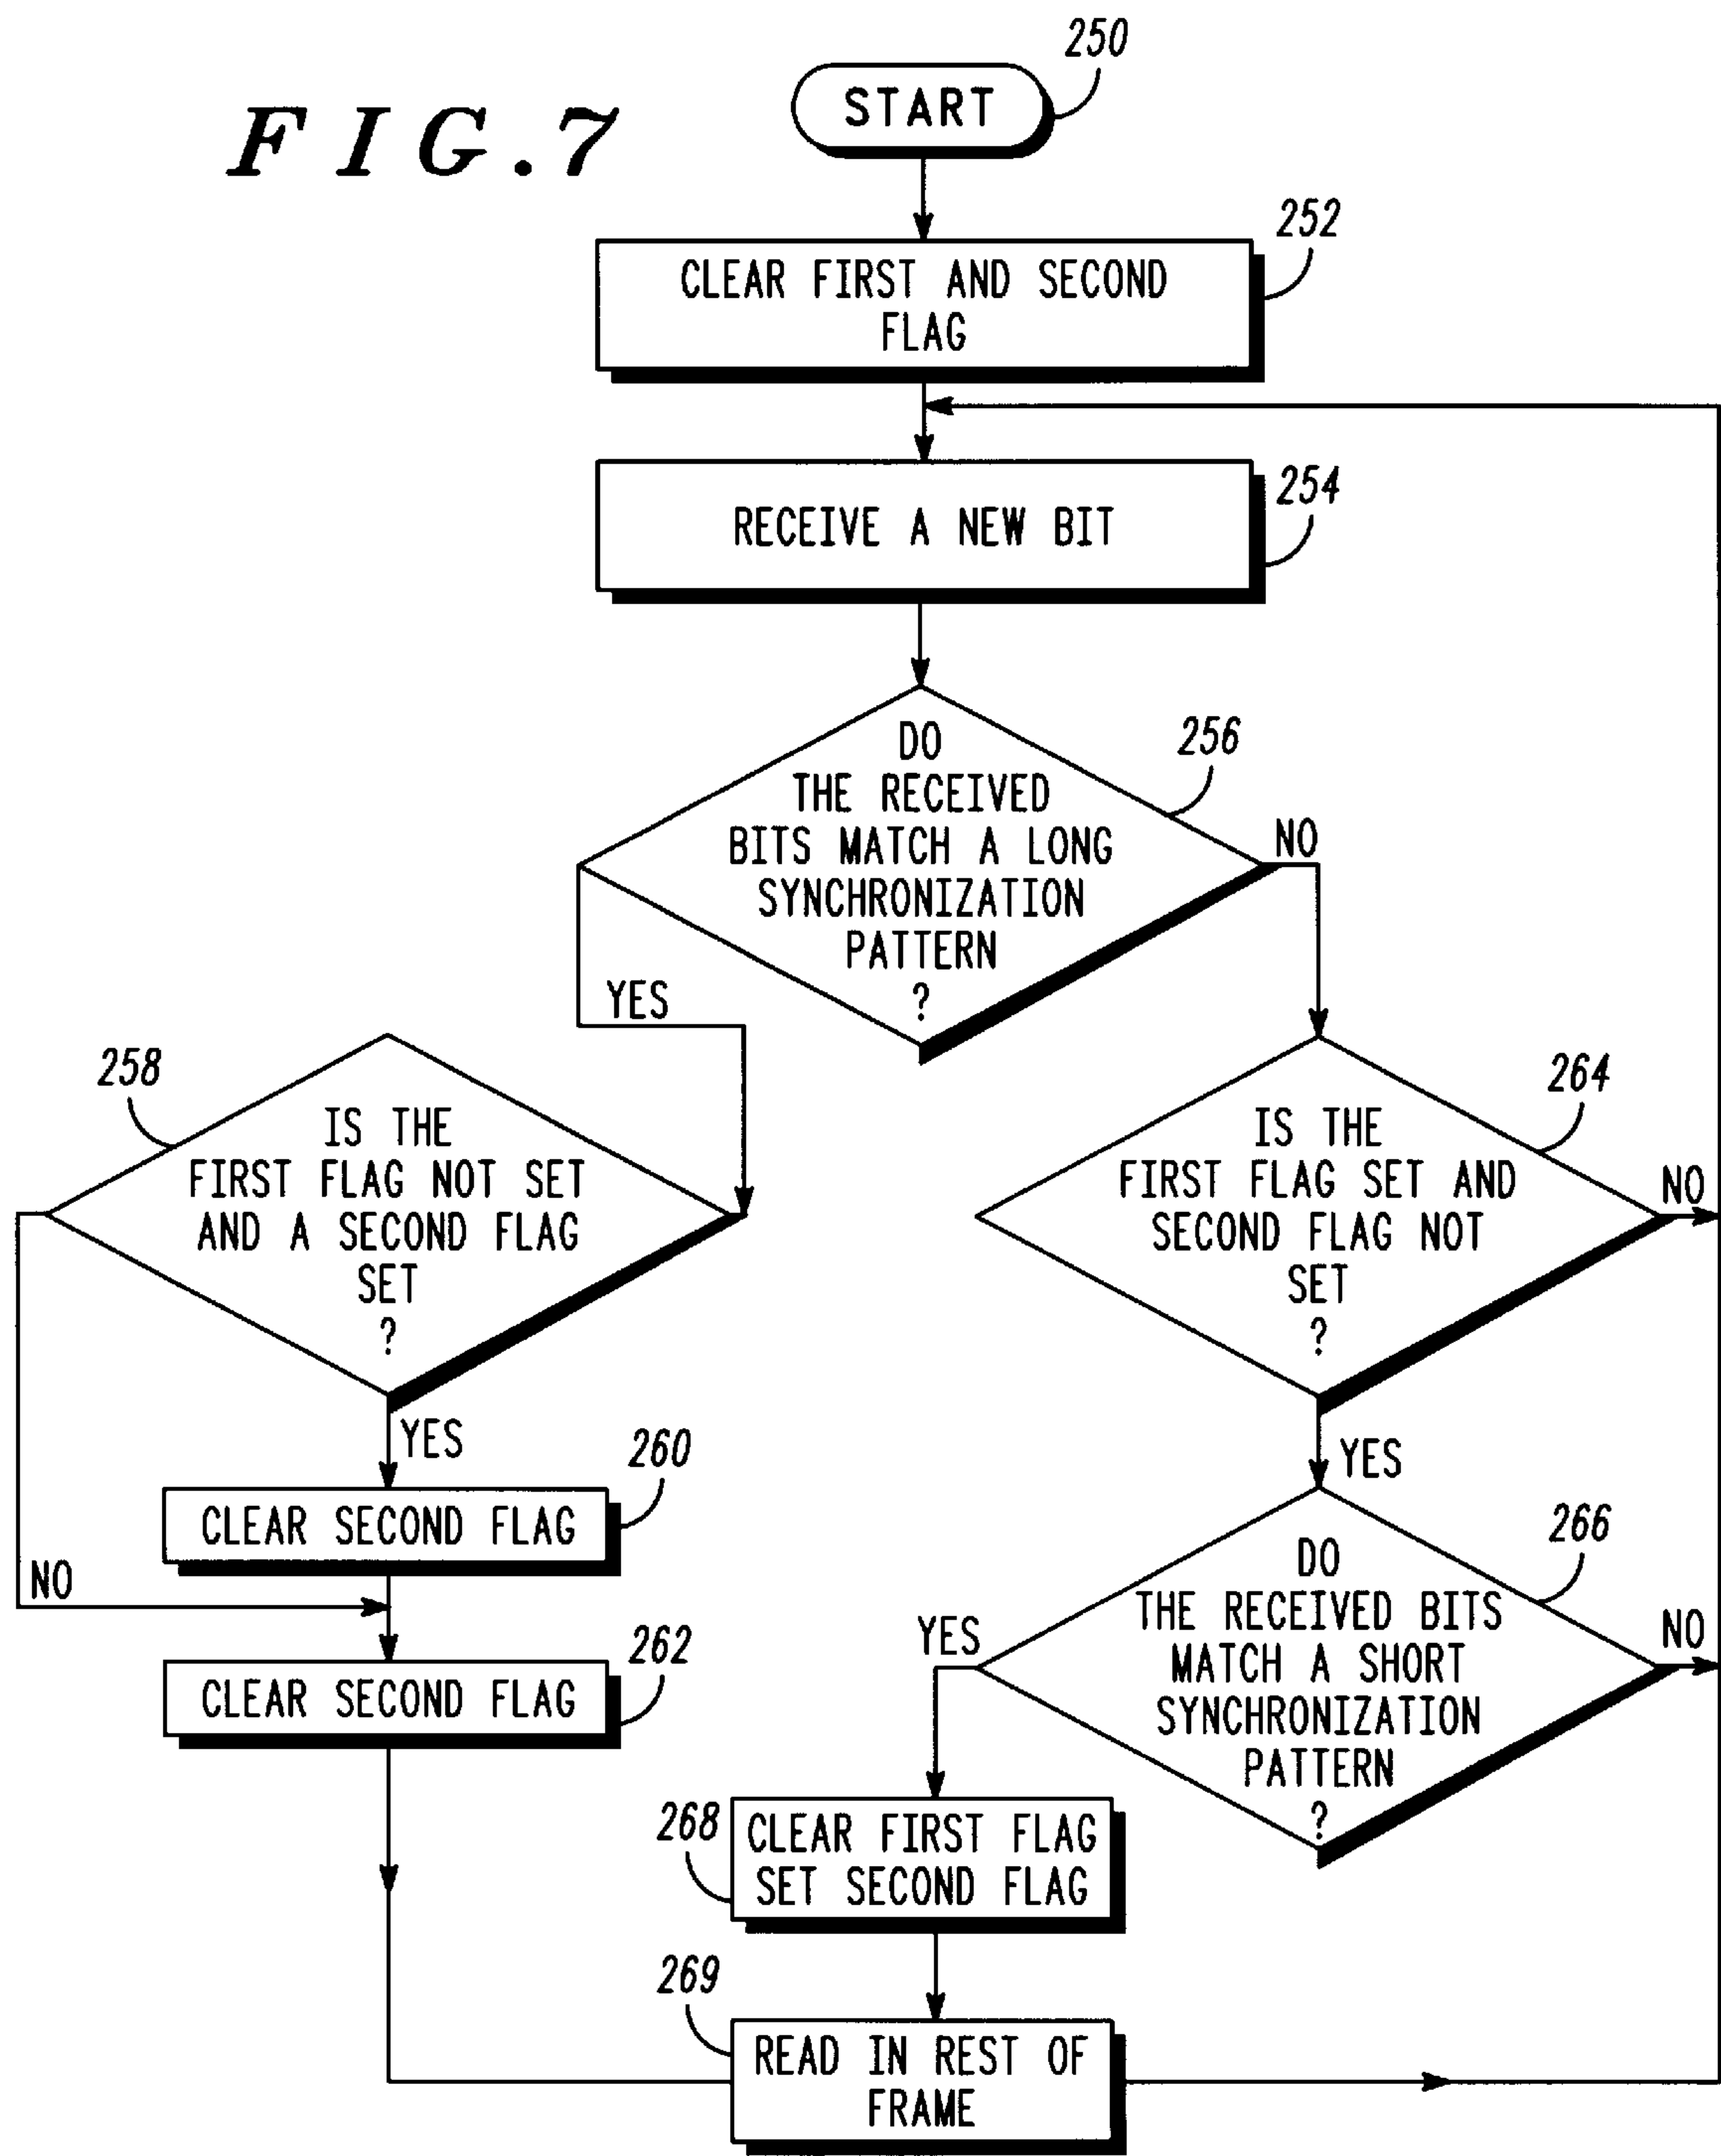 FIG.7
START
250
CLEAR FIRST AND SECOND
FLAG
252
RECEIVE A NEW BIT
254
DO
THE RECEIVED
BITS MATCH A LONG
SYNCHRONIZATION
PATTERN
?
256
NO
YES
258
IS THE
FIRST FLAG NOT SET
AND A SECOND FLAG
SET
?
264
IS THE
FIRST FLAG SET AND
SECOND FLAG NOT
SET
?
NO
YES
260
CLEAR SECOND FLAG
NO
262
CLEAR SECOND FLAG
YES
266
DO
THE RECEIVED BITS
MATCH A SHORT
SYNCHRONIZATION
PATTERN
?
NO
YES
268
CLEAR FIRST FLAG
SET SECOND FLAG
269
READ IN REST OF
FRAME